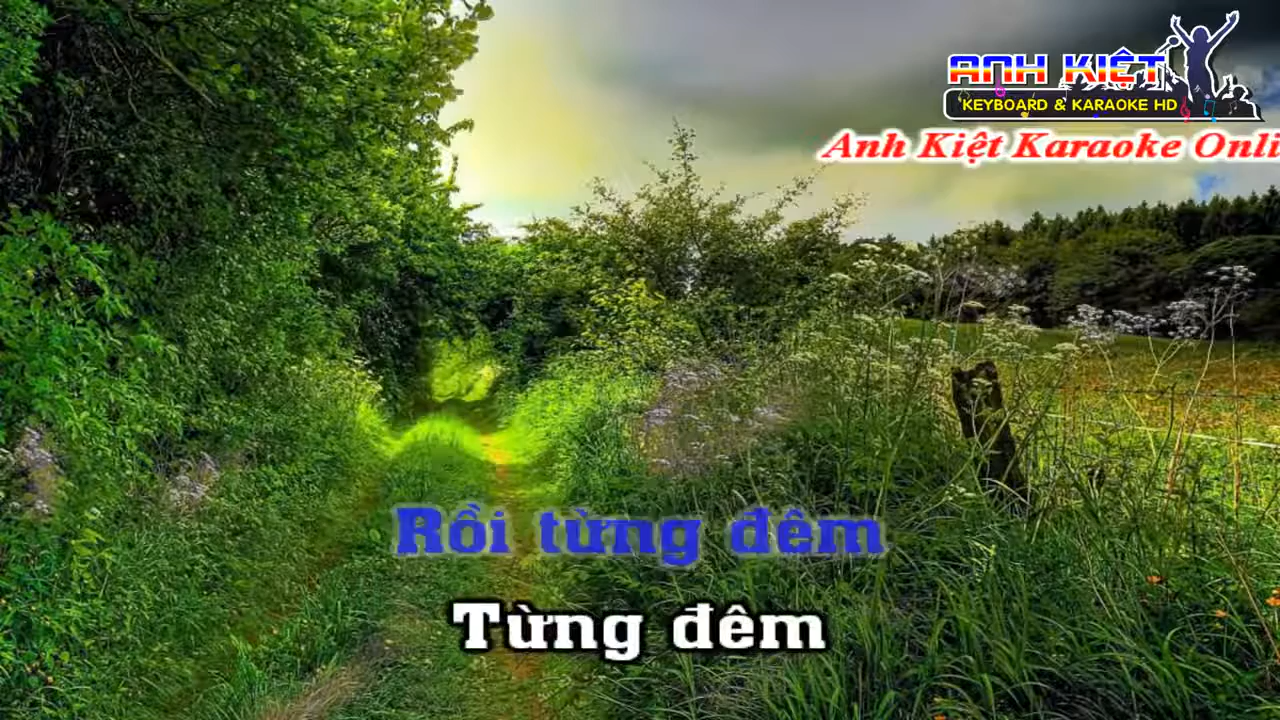 ANH KIỆT
KEYBOARD & KARAOKE HD
Anh Kiệt Karaoke Onli
Rồi từng đêm
Từng đêm